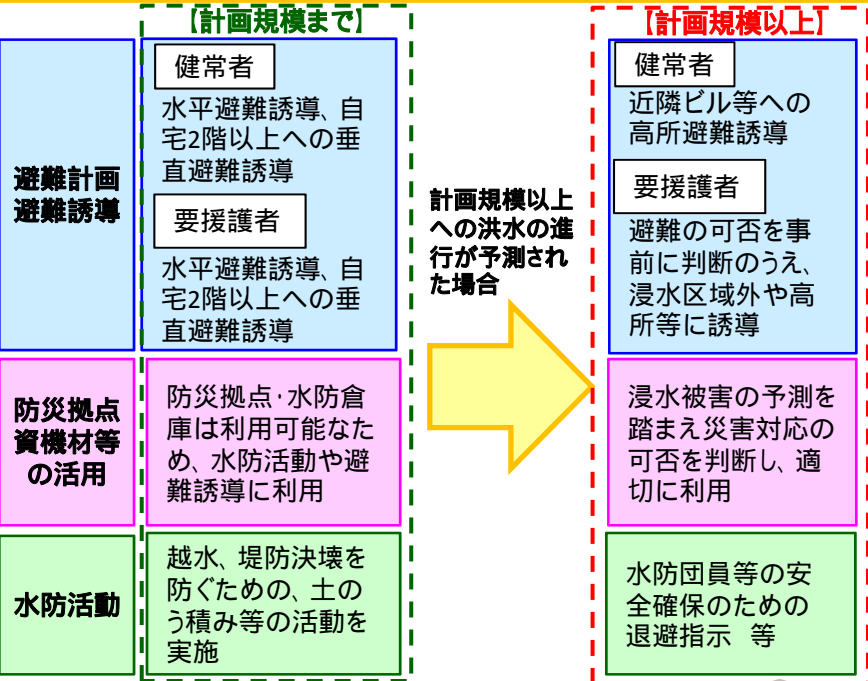 【計画規模まで】
【計画規模以上】
避難計画
避難誘導
健常者
水平避難誘導、自
宅2階以上への垂
直避難誘導
要援護者
水平避難誘導、自
宅2階以上への垂
直避難誘導
計画規模以上
への洪水の進
行が予測され
た場合
健常者
近隣ビル等への
高所避難誘導
要援護者
避難の可否を事
前に判断のうえ、
浸水区域外や高
所等に誘導
防災拠点
資機材等
の活用
防災拠点・水防倉
庫は利用可能なた
め、水防活動や避
難誘導に利用
浸水被害の予測を
踏まえ災害対応の
可否を判断し、適
切に利用
水防活動
越水、堤防決壊を
防ぐための、土の
う積み等の活動を
実施
水防団員等の安
全確保のための
退避指示 等